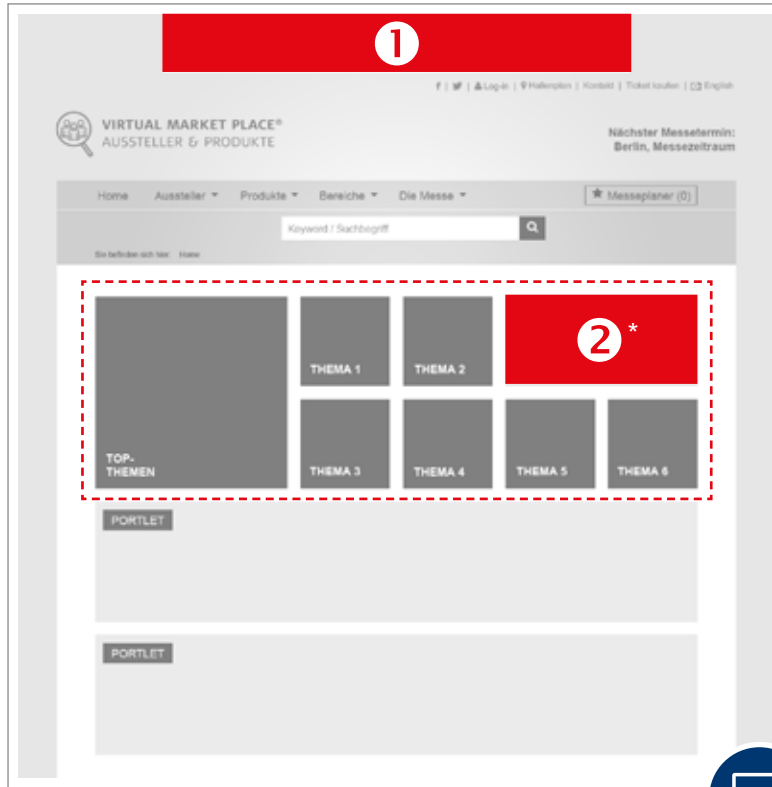 1
f | | Log-in | Hallenplan | Kontakt | Ticket kaufen | English
VIRTUAL MARKET PLACE®
AUSSTELLER & PRODUKTE
Nächster Messetermin:
Berlin, Messezeitraum
Home Aussteller Produkte Bereiche Die Messe Messeplaner (0)
Keyword / Suchbegriff
Sie befinden sich hier: Home
2*
THEMA 1 THEMA 2
TOP-
THEMEN
THEMA 3 THEMA 4 THEMA 5 THEMA 6
PORTLET
PORTLET